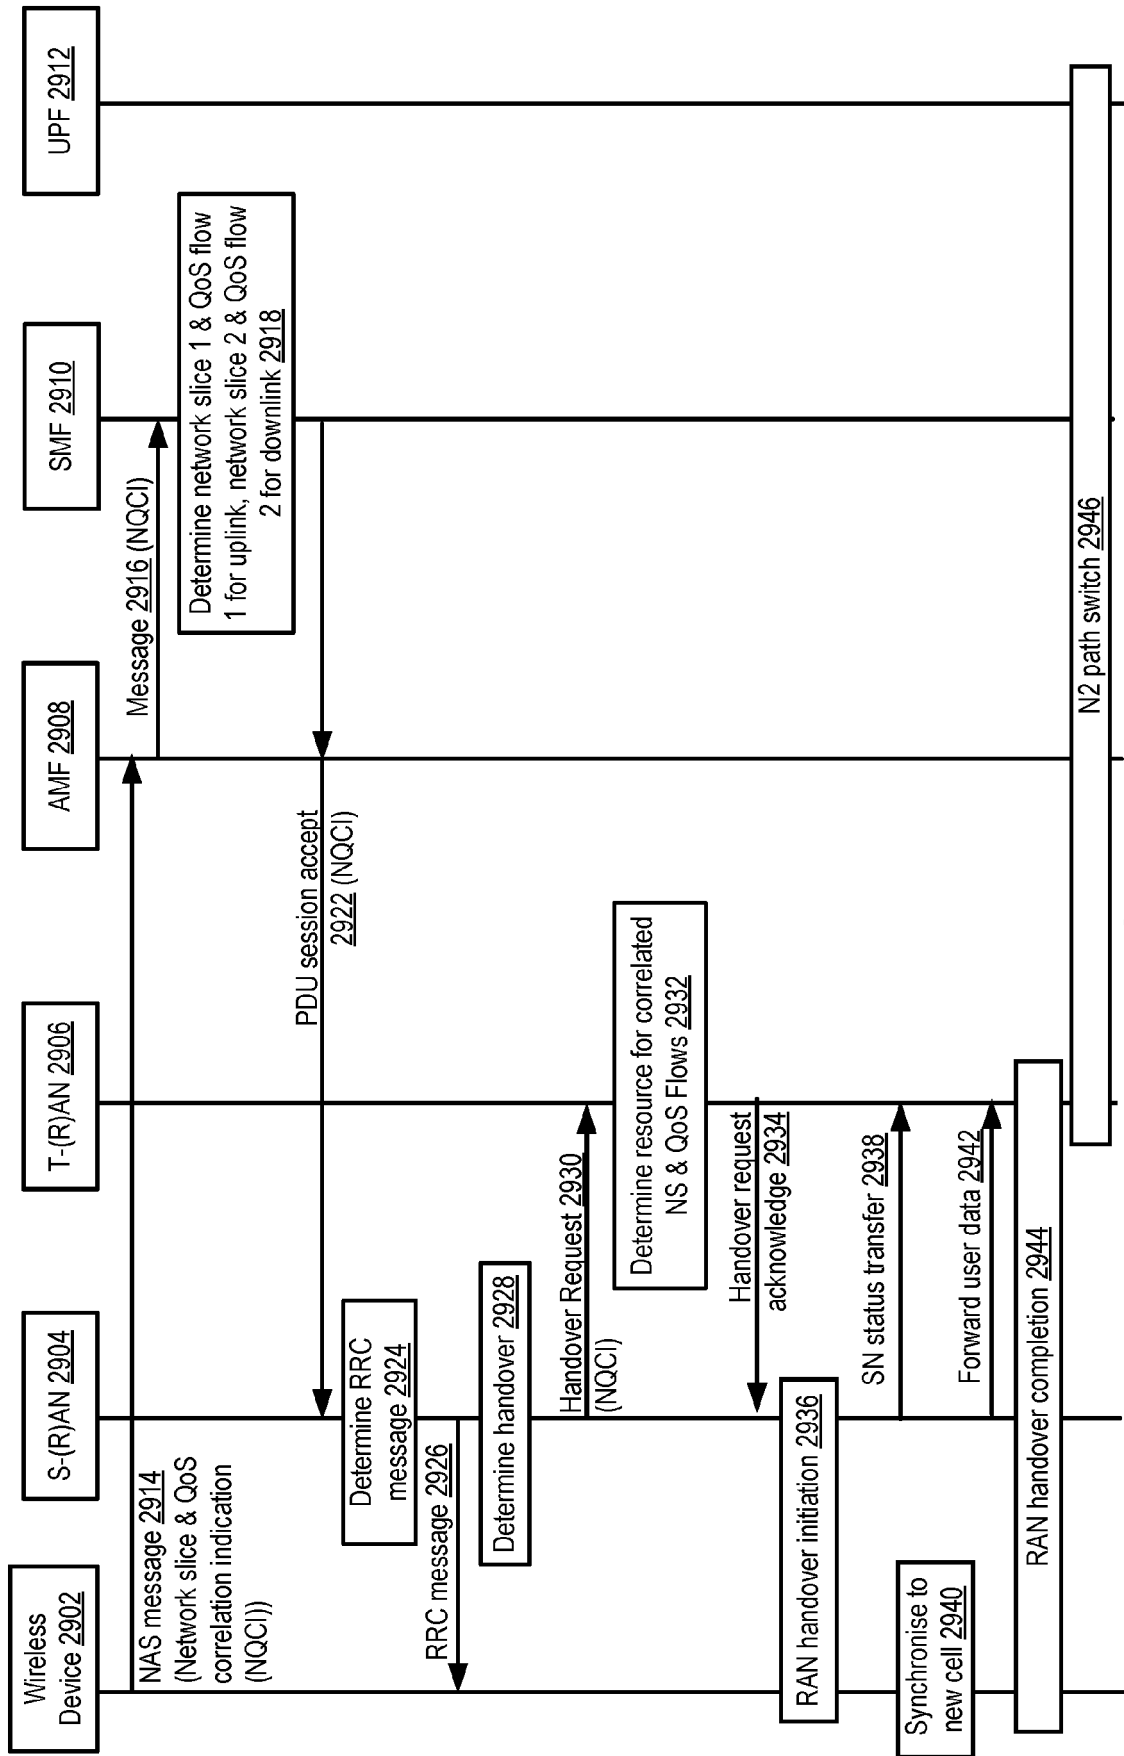 Wireless
Device 2902
S-(R)AN 2904
T-(R)AN 2906
AMF 2908
SMF 2910
UPF 2912
NAS message 2914
(Network slice & QoS
correlation indication
(NQCI))
Message 2916 (NQCI)
Determine network slice 1 & QoS flow
1 for uplink, network slice 2 & QoS flow
2 for downlink 2918
PDU session accept
2922 (NQCI)
Determine RRC
message 2924
RRC message 2926
Determine handover 2928
Handover Request 2930
(NQCI)
Determine resource for correlated
NS & QoS Flows 2932
Handover request
acknowledge 2934
RAN handover initiation 2936
SN status transfer 2938
Synchronise to
new cell 2940
Forward user data 2942
RAN handover completion 2944
N2 path switch 2946